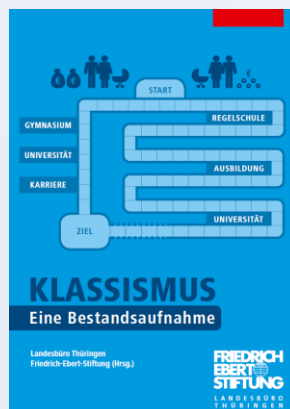 START
GYMNASIUM
REGELSCHULE
UNIVERSITÄT
AUSBILDUNG
KARRIERE
UNIVERSITÄT
ZIEL
KLASSISMUS
Eine Bestandsaufnahme
Landesbüro Thüringen
Friedrich-Ebert-Stiftung (Hrsg.)
FRIEDRICH
EBERT
STIFTUNG
LANDESBÜRO
THÜRINGEN